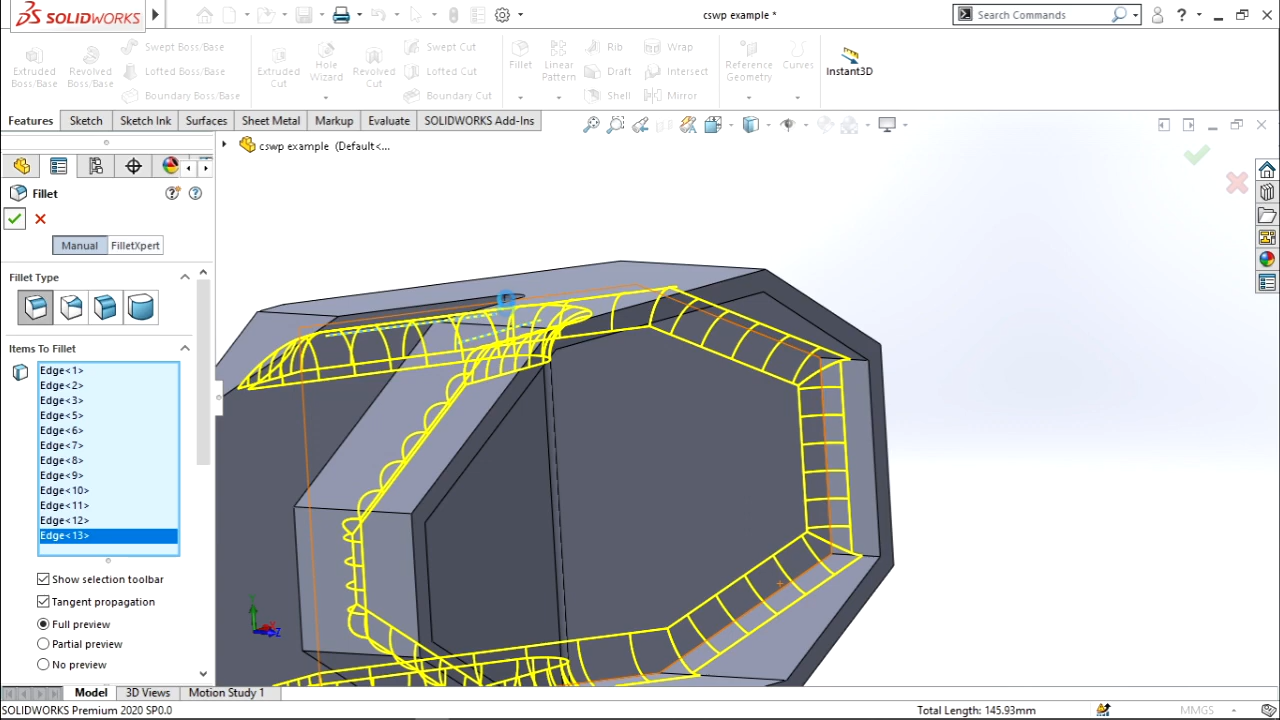 SOLIDWORKS
cswp example *
Search Commands
Extruded Boss/Base
Revolved Boss/Base
Swept Boss/Base
Lofted Boss/Base
Boundary Boss/Base
Extruded Cut
Hole Wizard
Revolved Cut
Swept Cut
Lofted Cut
Boundary Cut
Fillet
Linear Pattern
Rib
Draft
Shell
Wrap
Intersect
Mirror
Reference Geometry
Curves
Instant3D
Features
Sketch
Sketch Ink
Surfaces
Sheet Metal
Markup
Evaluate
SOLIDWORKS Add-Ins
cswp example (Default<...
Fillet
Manual
FilletXpert
Fillet Type
Items To Fillet
Edge<1>
Edge<2>
Edge<3>
Edge<5>
Edge<6>
Edge<7>
Edge<8>
Edge<9>
Edge<10>
Edge<11>
Edge<12>
Edge<13>
Show selection toolbar
Tangent propagation
Full preview
Partial preview
No preview
Model
3D Views
Motion Study 1
SOLIDWORKS Premium 2020 SP0.0
Total Length: 145.93mm
MMGS